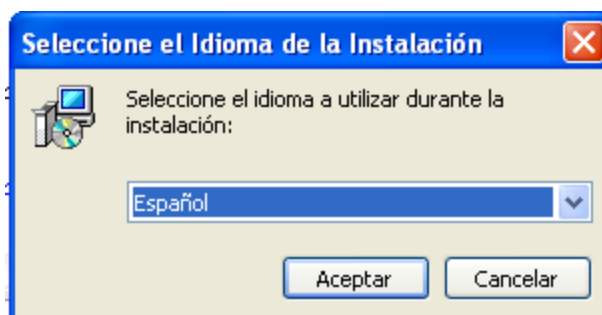 Seleccione el Idioma de la Instalación
Seleccione el idioma a utilizar durante la
instalación:
Español
Aceptar
Cancelar